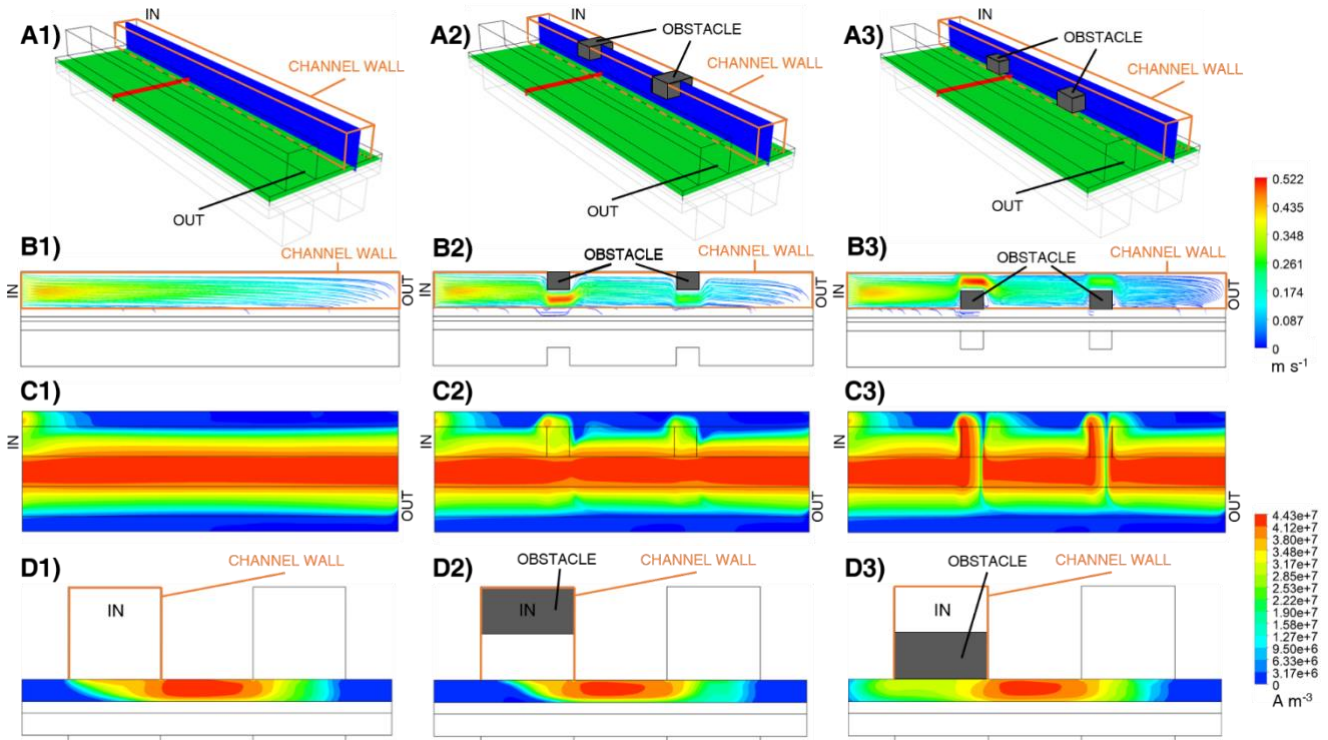 A1)
IN
CHANNEL WALL
OUT
A2)
IN
OBSTACLE
CHANNEL WALL
OUT
A3)
IN
OBSTACLE
CHANNEL WALL
OUT
B1)
CHANNEL WALL
IN
OUT
B2)
OBSTACLE
CHANNEL WALL
IN
OUT
B3)
OBSTACLE
CHANNEL WALL
IN
OUT
0.522
0.435
0.348
0.261
0.174
0.087
0
m s⁻¹
C1)
IN
OUT
C2)
IN
OUT
C3)
IN
OUT
D1)
CHANNEL WALL
IN
D2)
OBSTACLE
CHANNEL WALL
IN
D3)
OBSTACLE
CHANNEL WALL
IN
4.43e+7
4.12e+7
3.80e+7
3.48e+7
3.17e+7
2.85e+7
2.53e+7
2.22e+7
1.90e+7
1.58e+7
1.27e+7
9.50e+6
6.33e+6
3.17e+6
0
A m⁻³